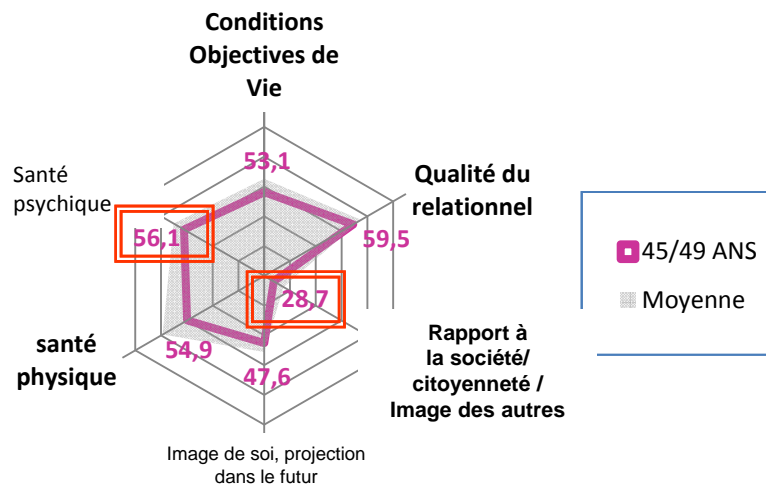 Conditions
Objectives de
Vie
53,1
Santé
psychique
Qualité du
relationnel
56,1
59,5
45/49 ANS
Moyenne
28,7
santé
physique
54,9
47,6
Rapport à
la société/
citoyenneté /
Image des autres
Image de soi, projection
dans le futur